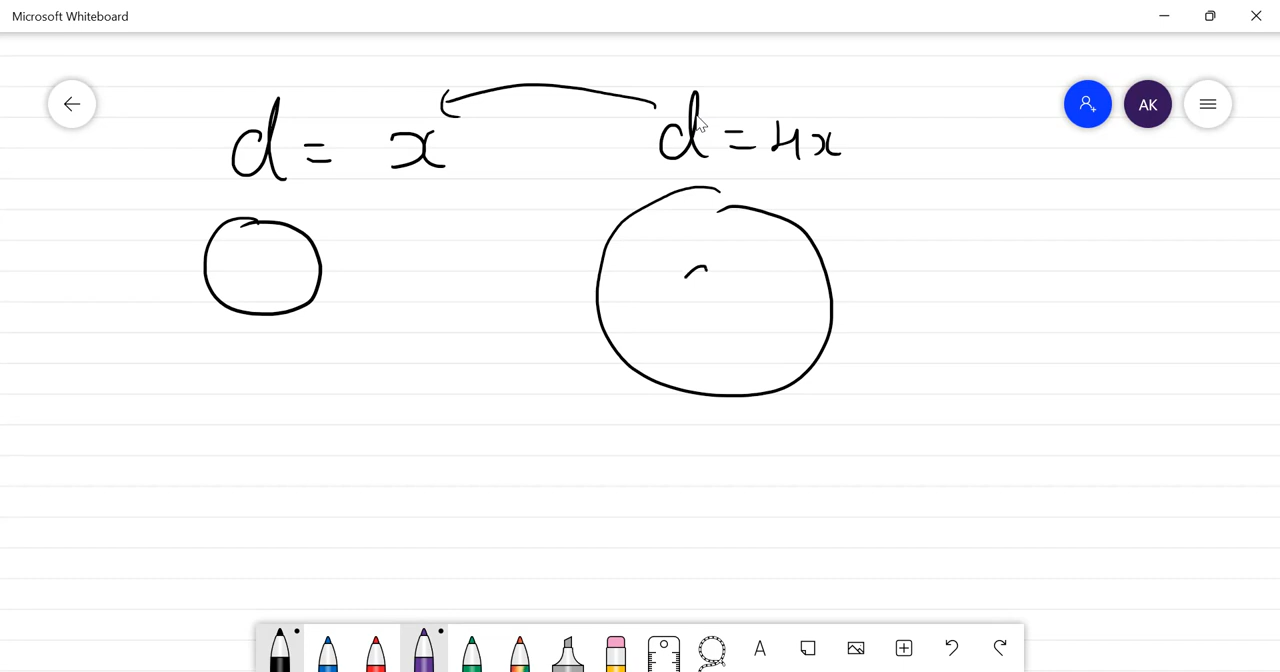 Microsoft Whiteboard
AK
d = x
d = 4x
A